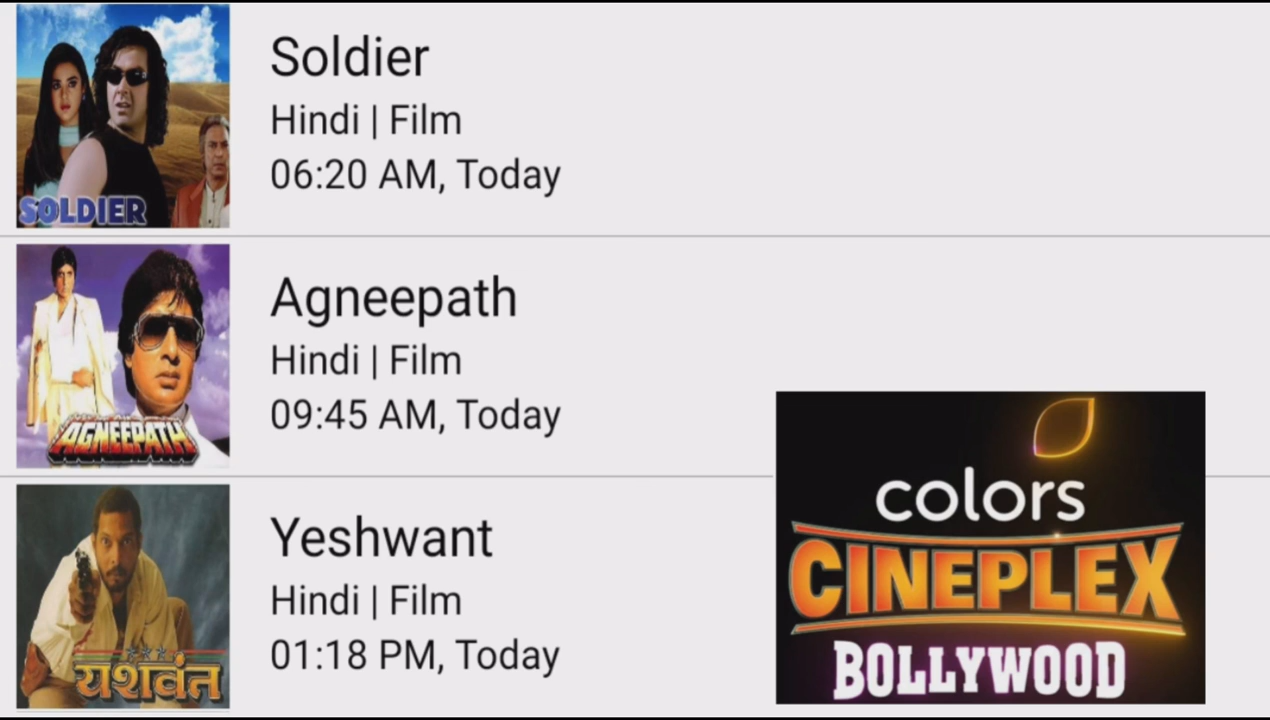 SOLDIER
Soldier
Hindi | Film
06:20 AM, Today
AGNEEPATH
Agneepath
Hindi | Film
09:45 AM, Today
यशवंत
Yeshwant
Hindi | Film
01:18 PM, Today
colors
CINEPLEX
BOLLYWOOD